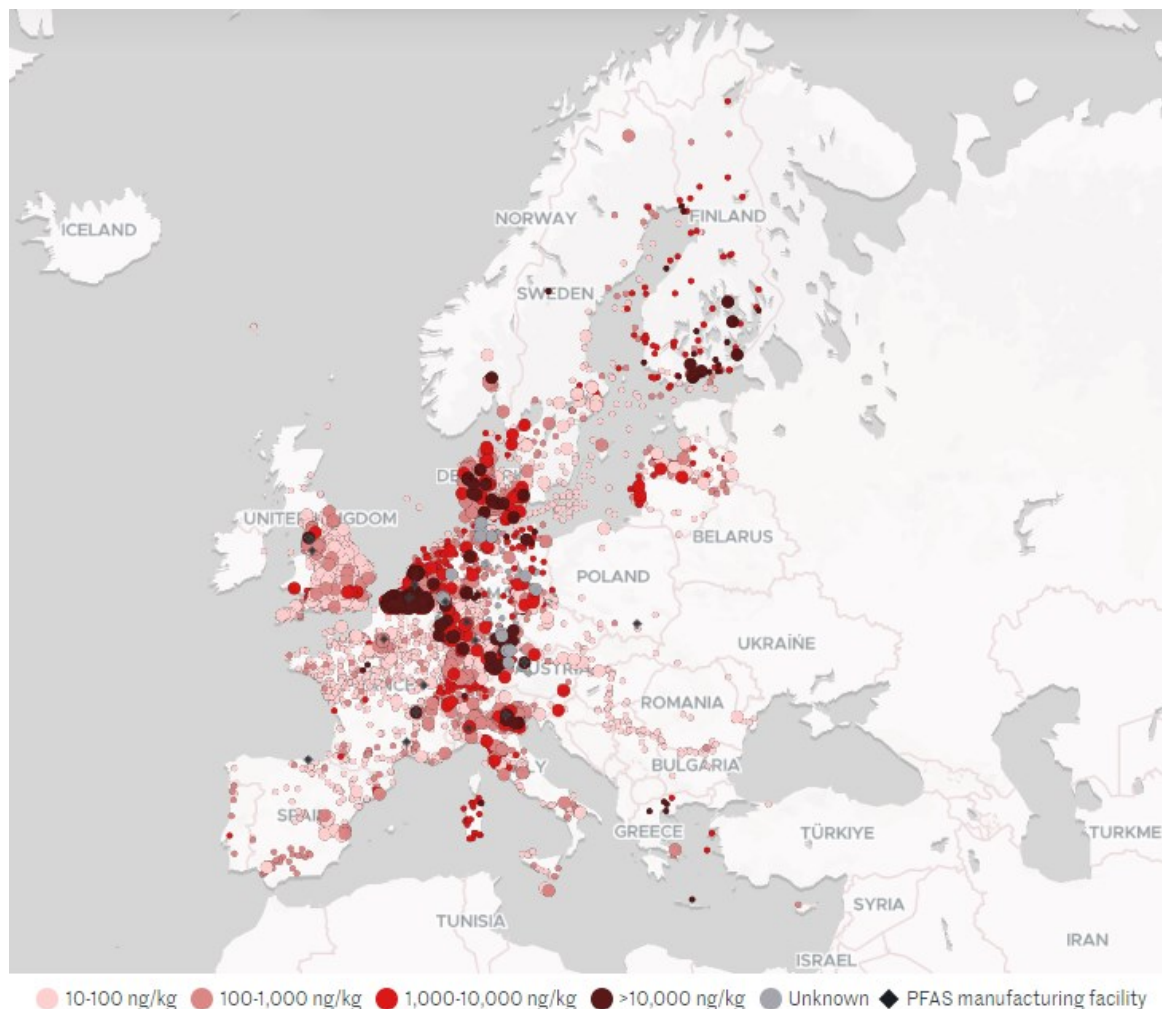 NORWAY
FINLAND
ICELAND
SWEDEN
UNITED KINGDOM
BELARUS
POLAND
UKRAÍNE
AUSTRIA
ROMANIA
BULGARIA
GREECE
TÜRKIYE
TURKME
SYRIA
TUNISIA
IRAN
ISRAEL
10-100 ng/kg 100-1,000 ng/kg 1,000-10,000 ng/kg >10,000 ng/kg Unknown PFAS manufacturing facility